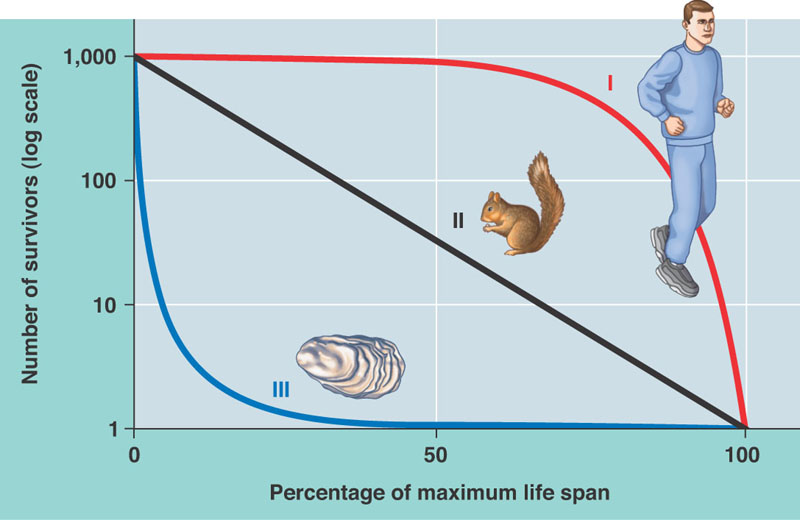 Number of survivors (log scale)
1,000
100
10
1
I
II
III
0
50
100
Percentage of maximum life span